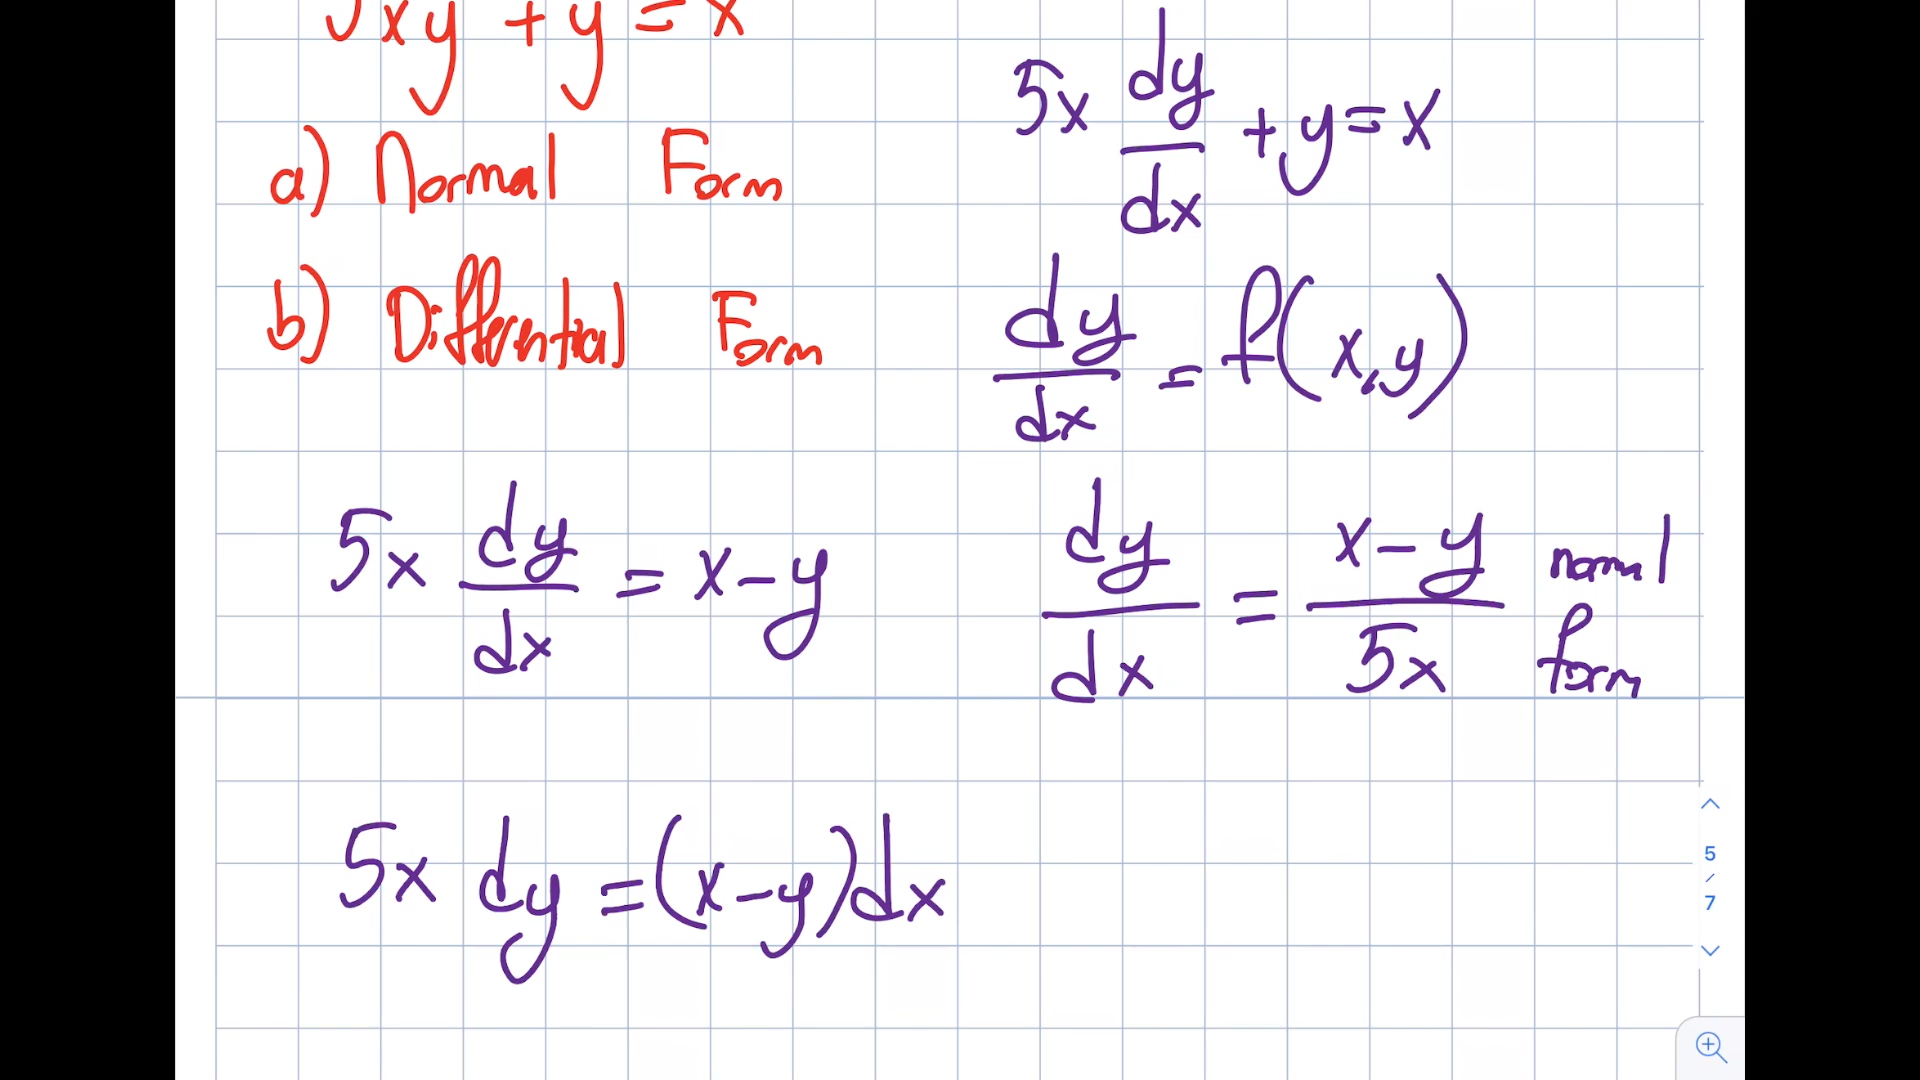 5xy + y = x
5x dy/dx + y = x
a) Normal Form
b) Differential Form
dy/dx = f(x,y)
5x dy/dx = x-y
dy/dx = x-y/5x normal form
5x dy = (x-y)dx
5
/
7